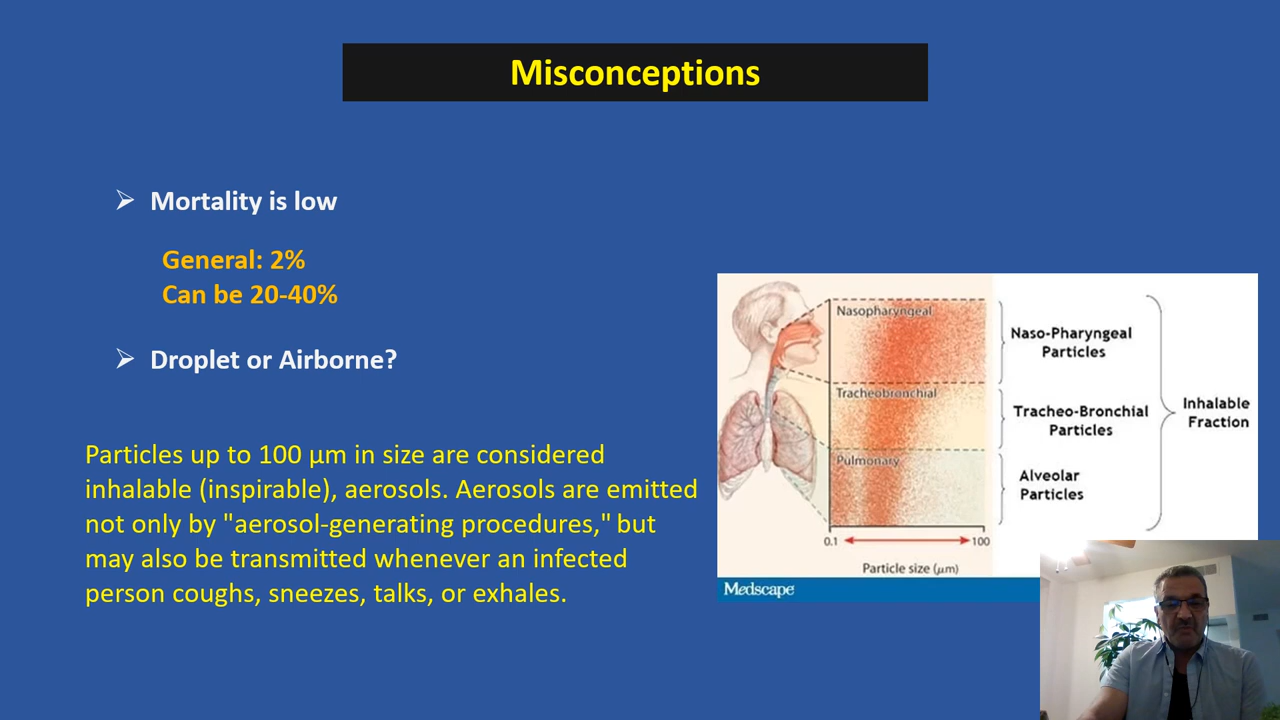 Misconceptions
➢ Mortality is low
General: 2%
Can be 20-40%
➢ Droplet or Airborne?
Particles up to 100 µm in size are considered
inhalable (inspirable), aerosols. Aerosols are emitted
not only by "aerosol-generating procedures," but
may also be transmitted whenever an infected
person coughs, sneezes, talks, or exhales.
Nasopharyngeal
Tracheobronchial
Pulmonary
0.1
100
Particle size (µm)
Naso-Pharyngeal
Particles
Tracheo-Bronchial
Particles
Alveolar
Particles
Inhalable
Fraction
Medscape